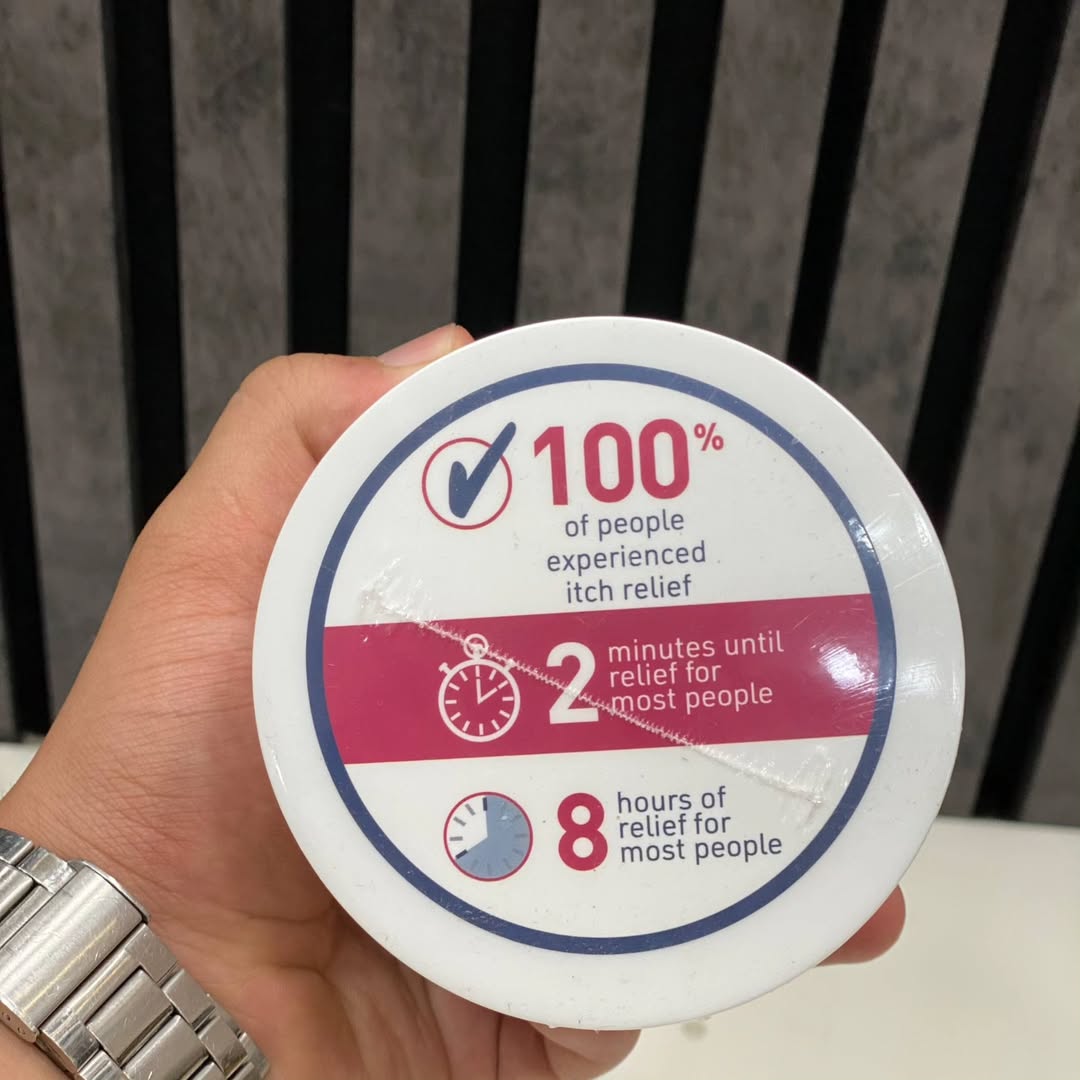 100%
of people
experienced
itch relief
2 minutes until
relief for
most people
8 hours of
relief for
most people